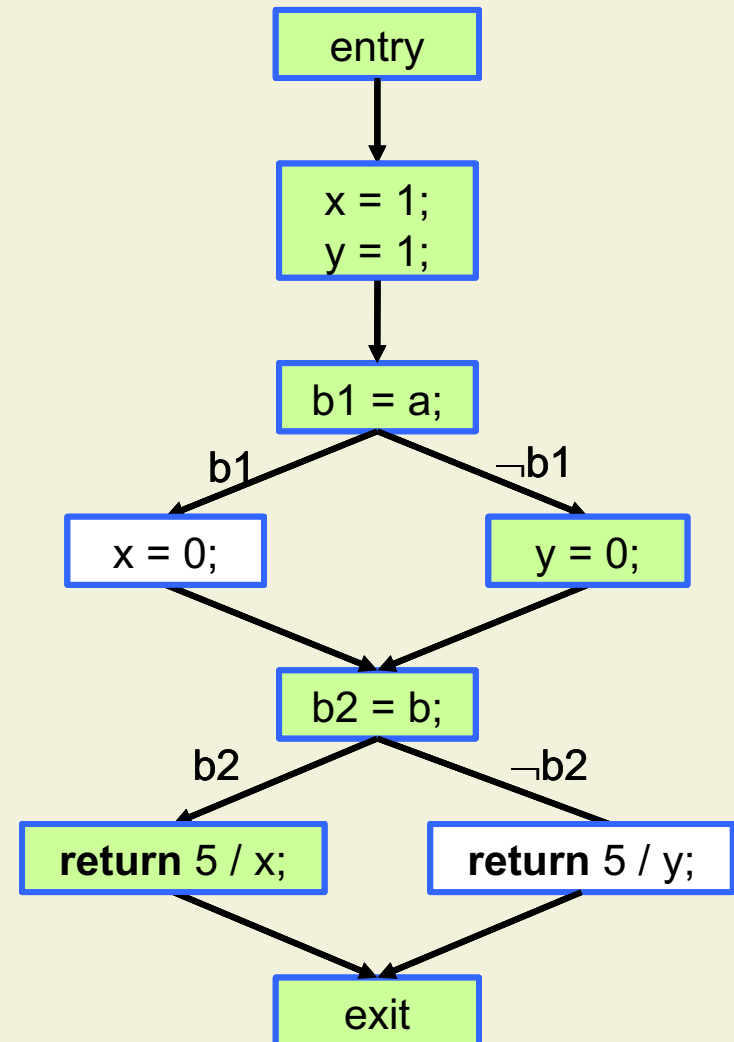 entry
x = 1;
y = 1;
b1 = a;
b1
¬b1
x = 0;
y = 0;
b2 = b;
b2
¬b2
return 5 / x;
return 5 / y;
exit